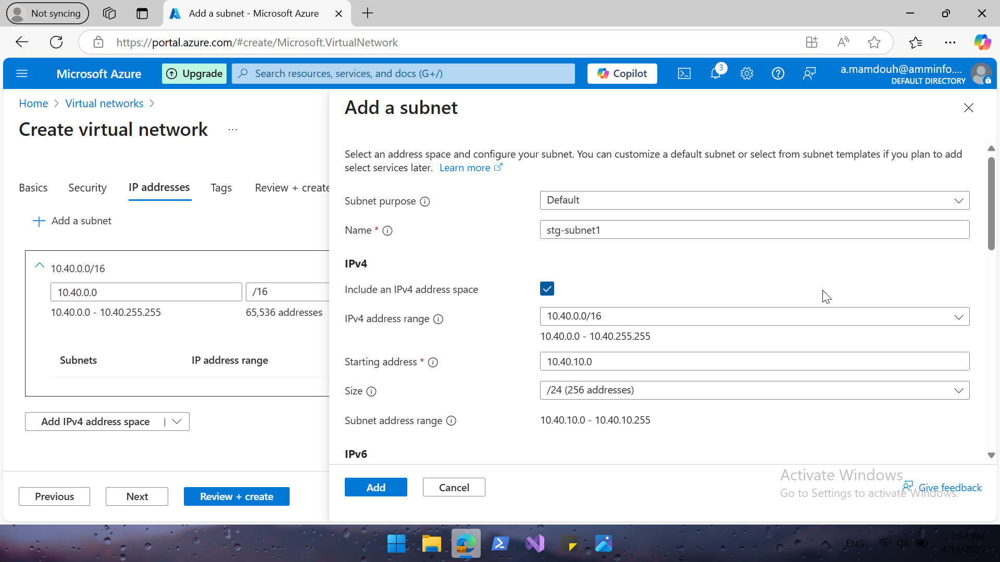 Not syncing
Add a subnet - Microsoft Azure
https://portal.azure.com/#create/Microsoft.VirtualNetwork
Microsoft Azure
Upgrade
Search resources, services, and docs (G+/)
Copilot
3
a.mamdouh@amminfo....
DEFAULT DIRECTORY
Home > Virtual networks >
Create virtual network ...
Basics
Security
IP addresses
Tags
Review + create
+ Add a subnet
10.40.0.0/16
10.40.0.0
/16
10.40.0.0 - 10.40.255.255
65,536 addresses
Subnets
IP address range
Add IPv4 address space
Previous
Next
Review + create
Add a subnet
Select an address space and configure your subnet. You can customize a default subnet or select from subnet templates if you plan to add
select services later. Learn more
Subnet purpose
Default
Name *
stg-subnet1
IPv4
Include an IPv4 address space
IPv4 address range
10.40.0.0/16
10.40.0.0 - 10.40.255.255
Starting address *
10.40.10.0
Size
/24 (256 addresses)
Subnet address range
10.40.10.0 - 10.40.10.255
IPv6
Add
Cancel
Give feedback
Activate Windows
Go to Settings to activate Windows.
ENG
7:54 PM
4/19/2025